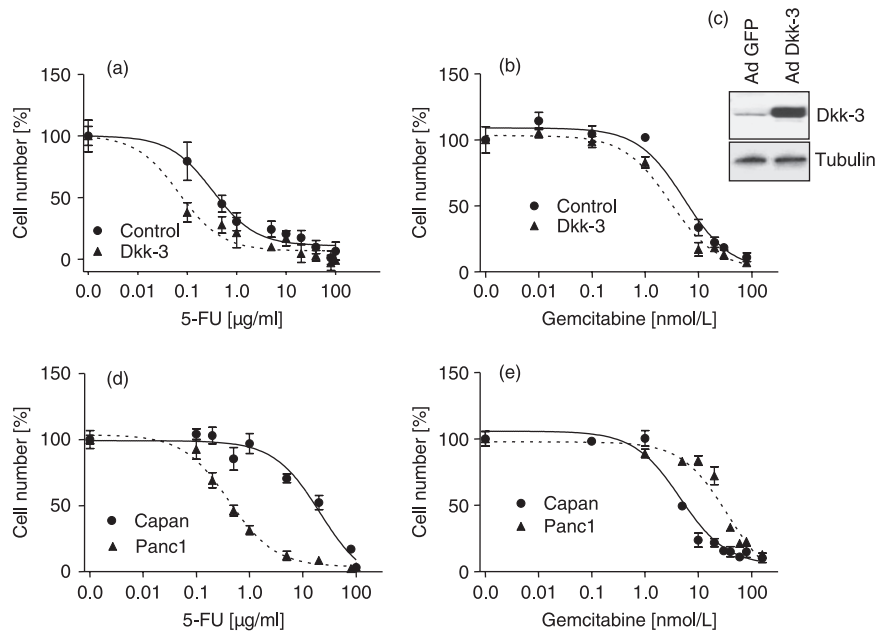 (a)
150
100
50
0
Cell number [%]
Control
Dkk-3
0.0 0.1 1.0 10 100
5-FU [µg/ml]
(b)
150
100
50
0
Cell number [%]
Control
Dkk-3
0.0 0.01 0.1 1.0 10 100
Gemcitabine [nmol/L]
(c)
Ad GFP
Ad Dkk-3
Dkk-3
Tubulin
(d)
150
100
50
0
Cell number [%]
Capan
Panc1
0.0 0.01 0.1 1.0 10 100
5-FU [µg/ml]
(e)
150
100
50
0
Cell number [%]
Capan
Panc1
0.0 0.01 0.1 1.0 10 100
Gemcitabine [nmol/L]